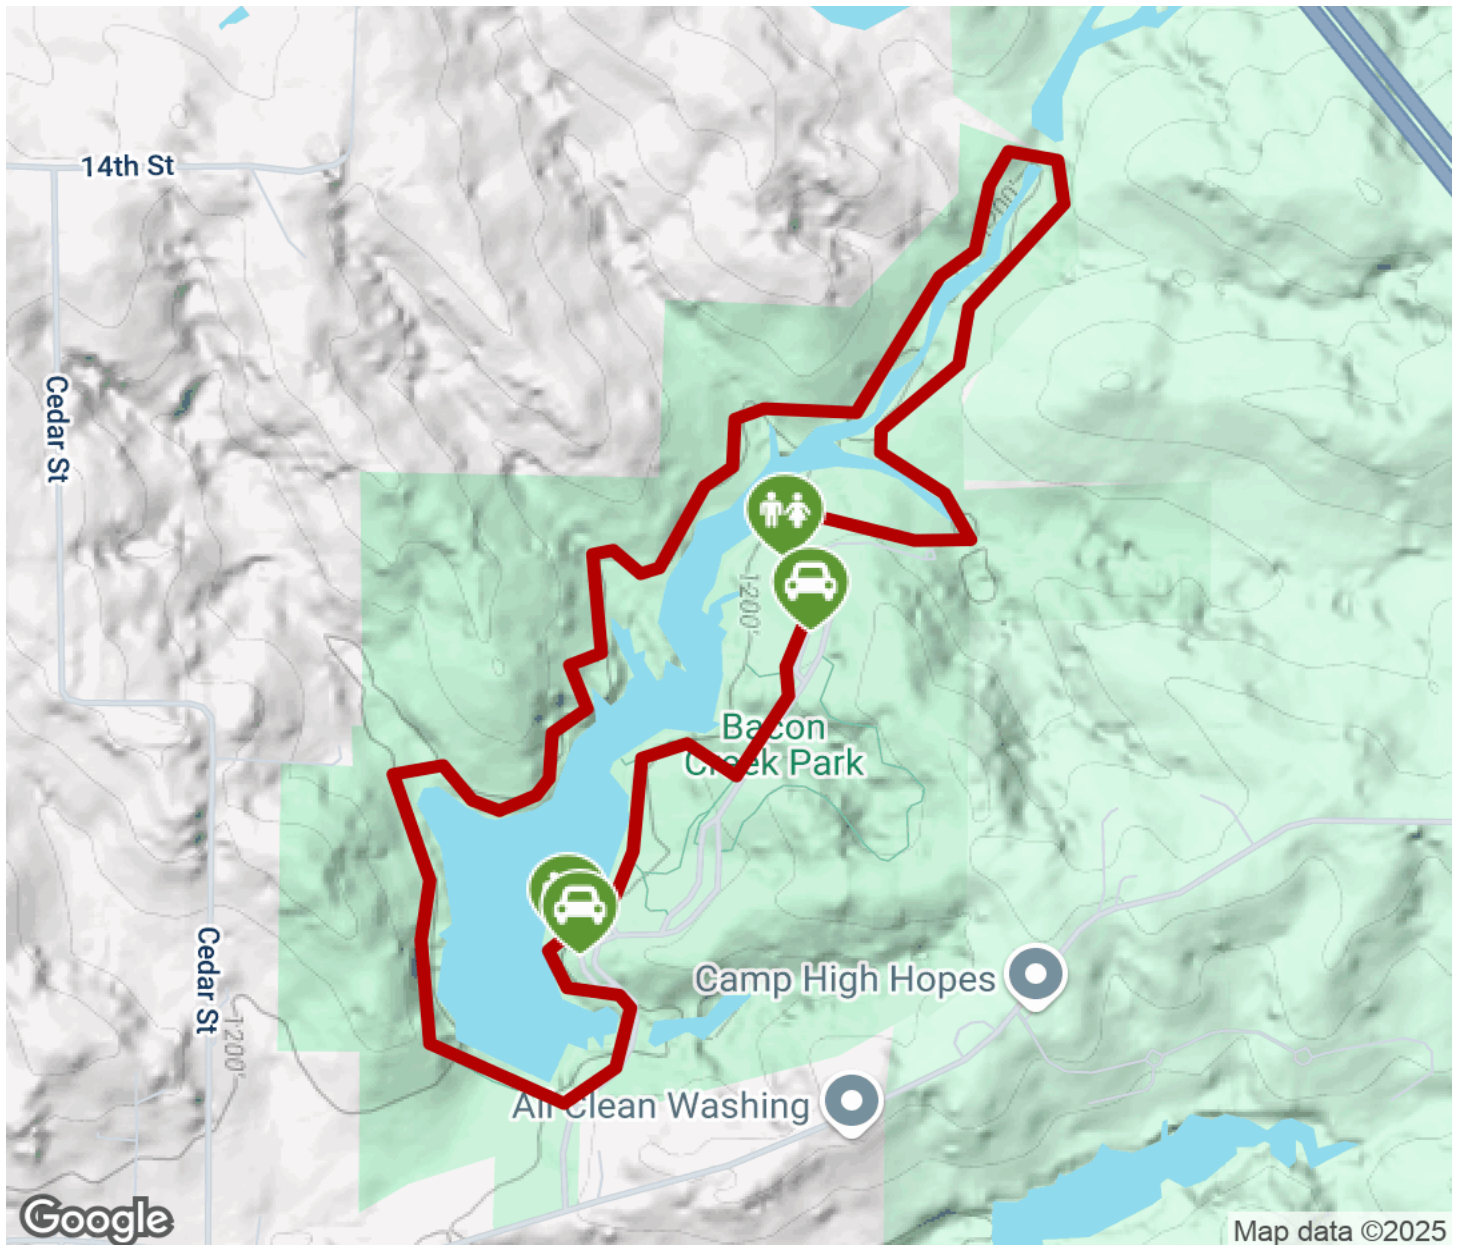 14th St
1200'
Cedar St
1200'
Bacon
Creek Park
Cedar St
Camp High Hopes
1200'
All Clean Washing
Google
Map data ©2025